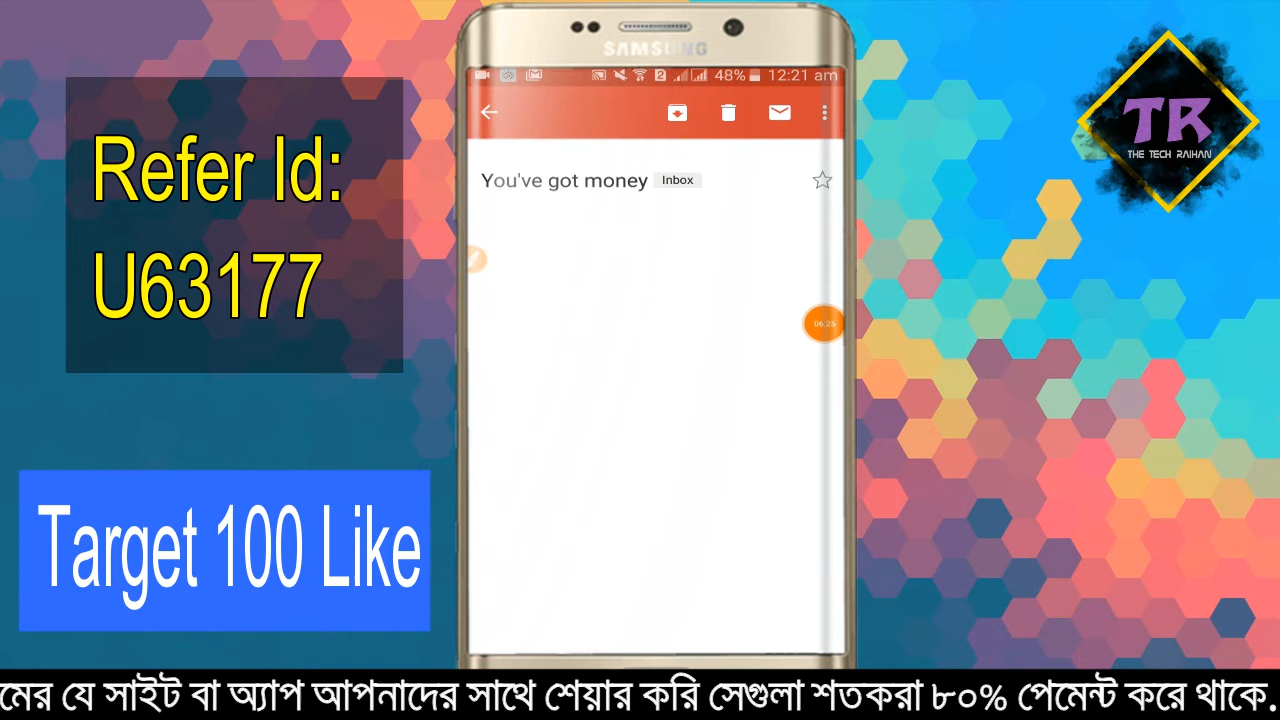 Refer Id:
U63177
Target 100 Like
SAMSUNG
2
48%
12:21 am
You've got money
Inbox
06:25
TR
THE TECH RAIHAN
যে সাইট বা অ্যাপ আপনাদের সাথে শেয়ার করি সেগুলা শতকরা ৮০% পেমেন্ট করে থাকে.